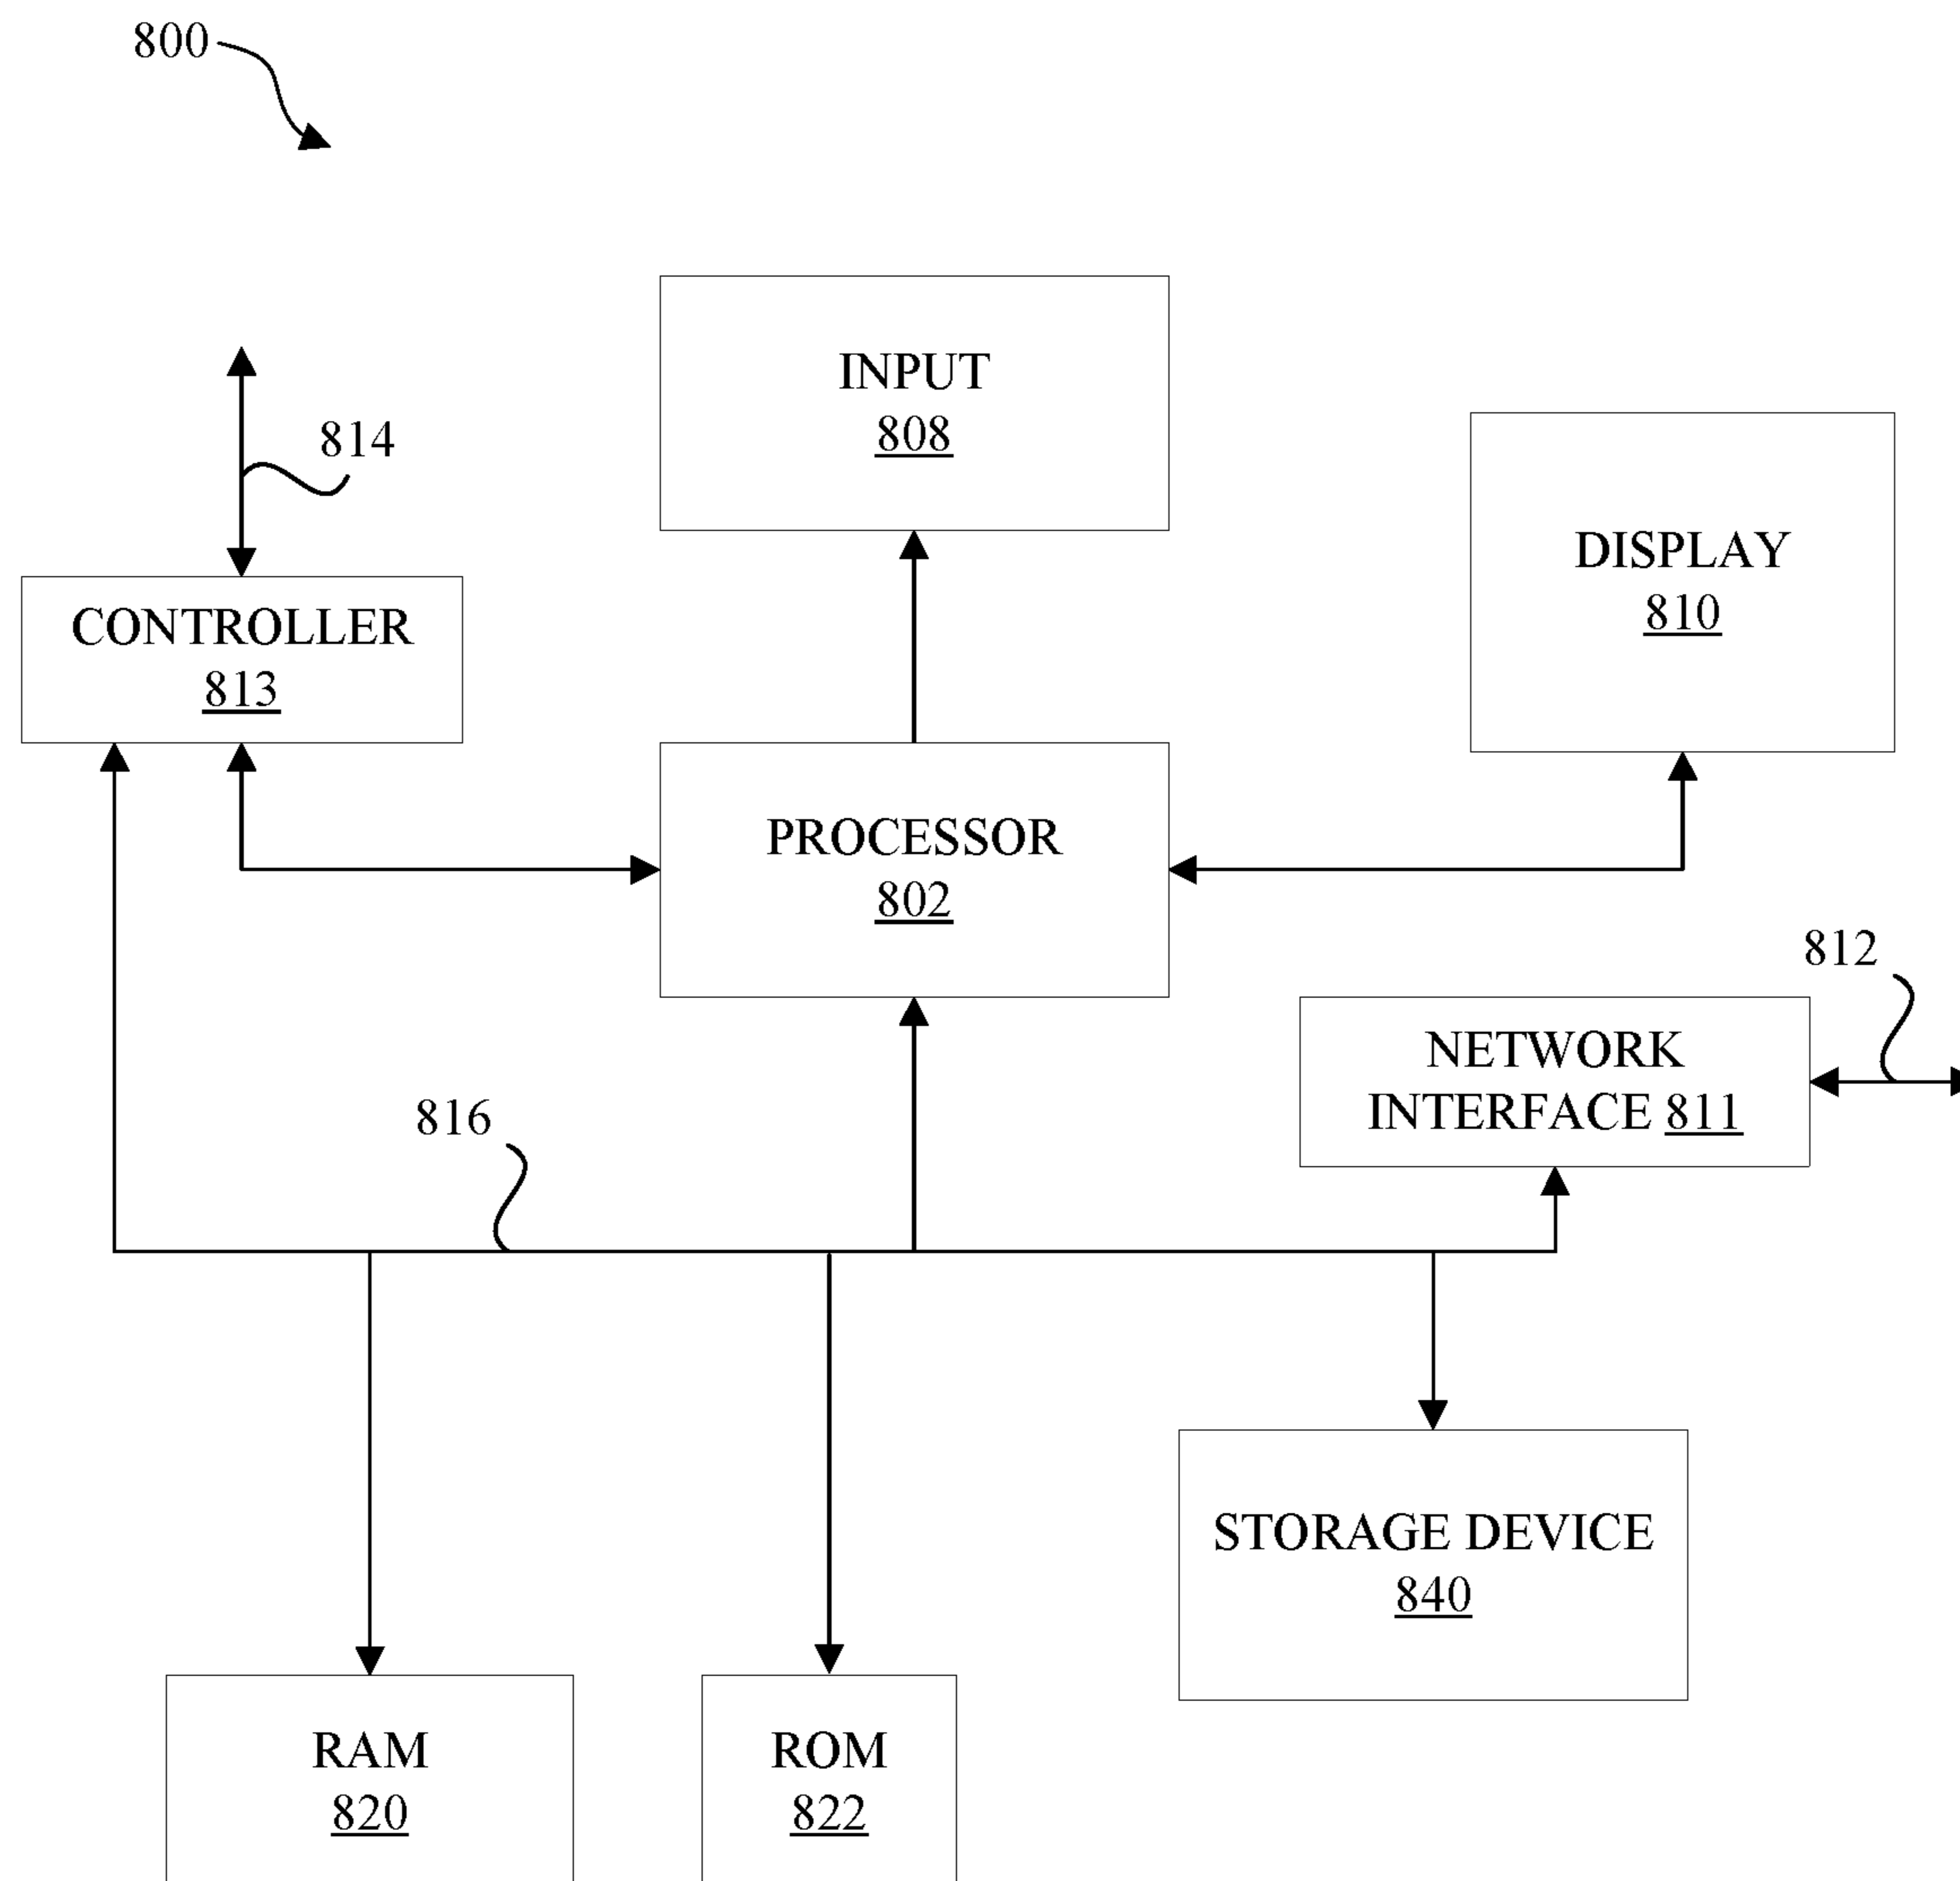 800
INPUT
808
814
DISPLAY
810
CONTROLLER
813
PROCESSOR
802
812
NETWORK
INTERFACE 811
816
STORAGE DEVICE
840
RAM
820
ROM
822